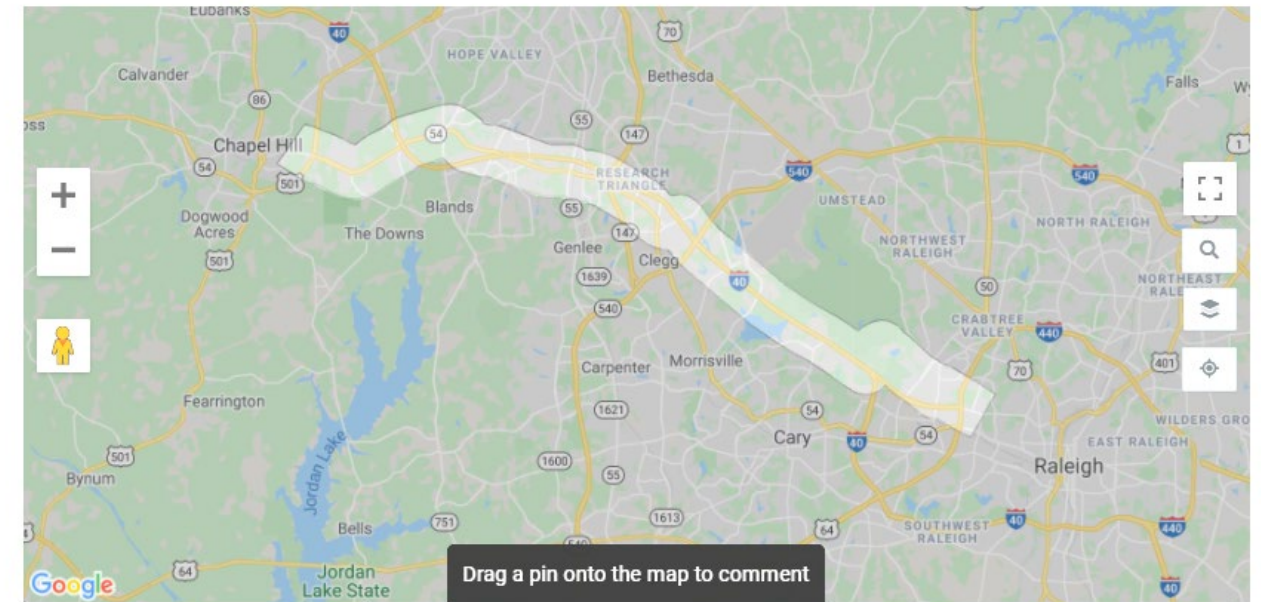 Eubanks
40
70
HOPE VALLEY
Calvander
Bethesda
Falls
86
55
54
147
1
Chapel Hill
54
501
540
540
RESEARCH
TRIANGLE
UMSTEAD
Dogwood
Acres
Blands
55
The Downs
147
NORTH RALEIGH
Genlee
NORTHWEST
RALEIGH
501
Clegg
1639
40
50
NORTHEAST
540
CRABTREE
VALLEY
440
Carpenter
Morrisville
70
401
Fearrington
1621
54
WILDERS GRO
Cary
40
54
EAST RALEIGH
501
1608
55
Raleigh
Bynum
Jordan Lake
Bells
751
1613
64
SOUTHWEST
RALEIGH
40
440
64
Jordan
Lake State
Drag a pin onto the map to comment
Google
40